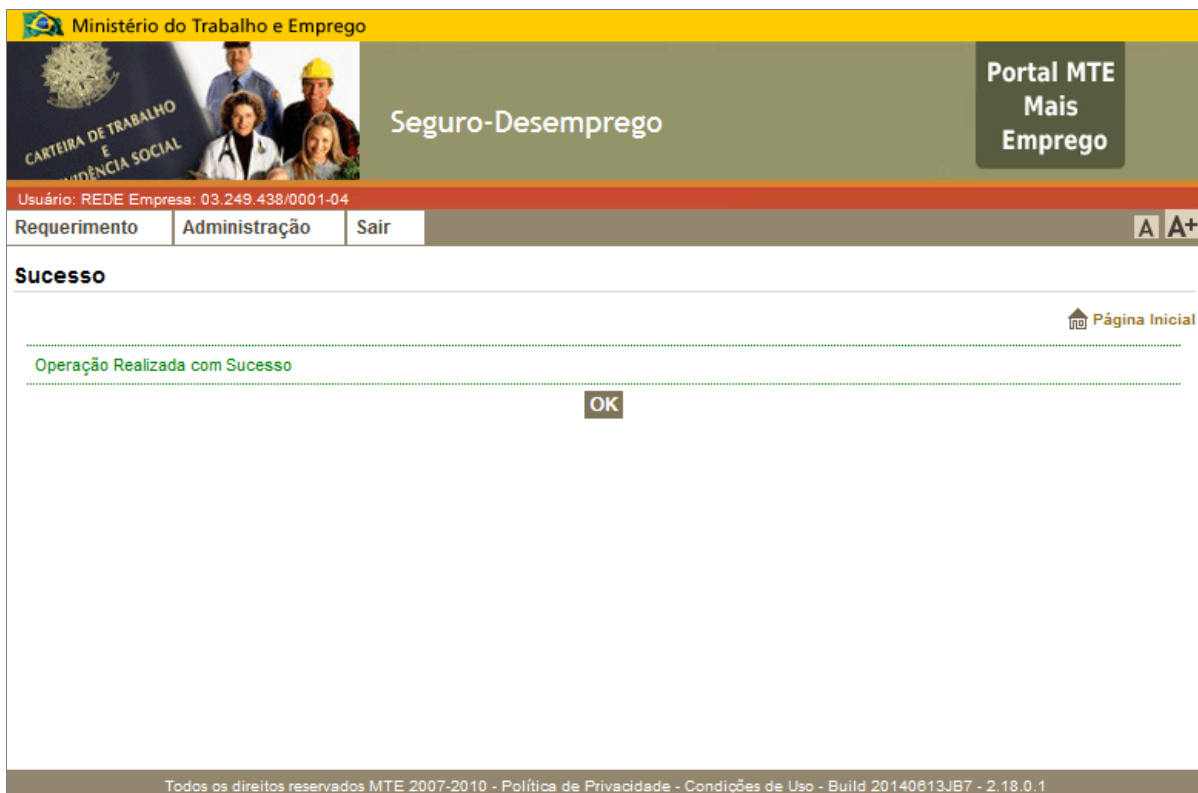 Ministério do Trabalho e Emprego
CARTEIRA DE TRABALHO
E
PREVIDÊNCIA SOCIAL
Seguro-Desemprego
Portal MTE
Mais
Emprego
Usuário: REDE Empresa: 03.249.438/0001-04
Requerimento Administração Sair A A+
Sucesso
Página Inicial
Operação Realizada com Sucesso
OK
Todos os direitos reservados MTE 2007-2010 - Política de Privacidade - Condições de Uso - Build 20140613JB7 - 2.18.0.1